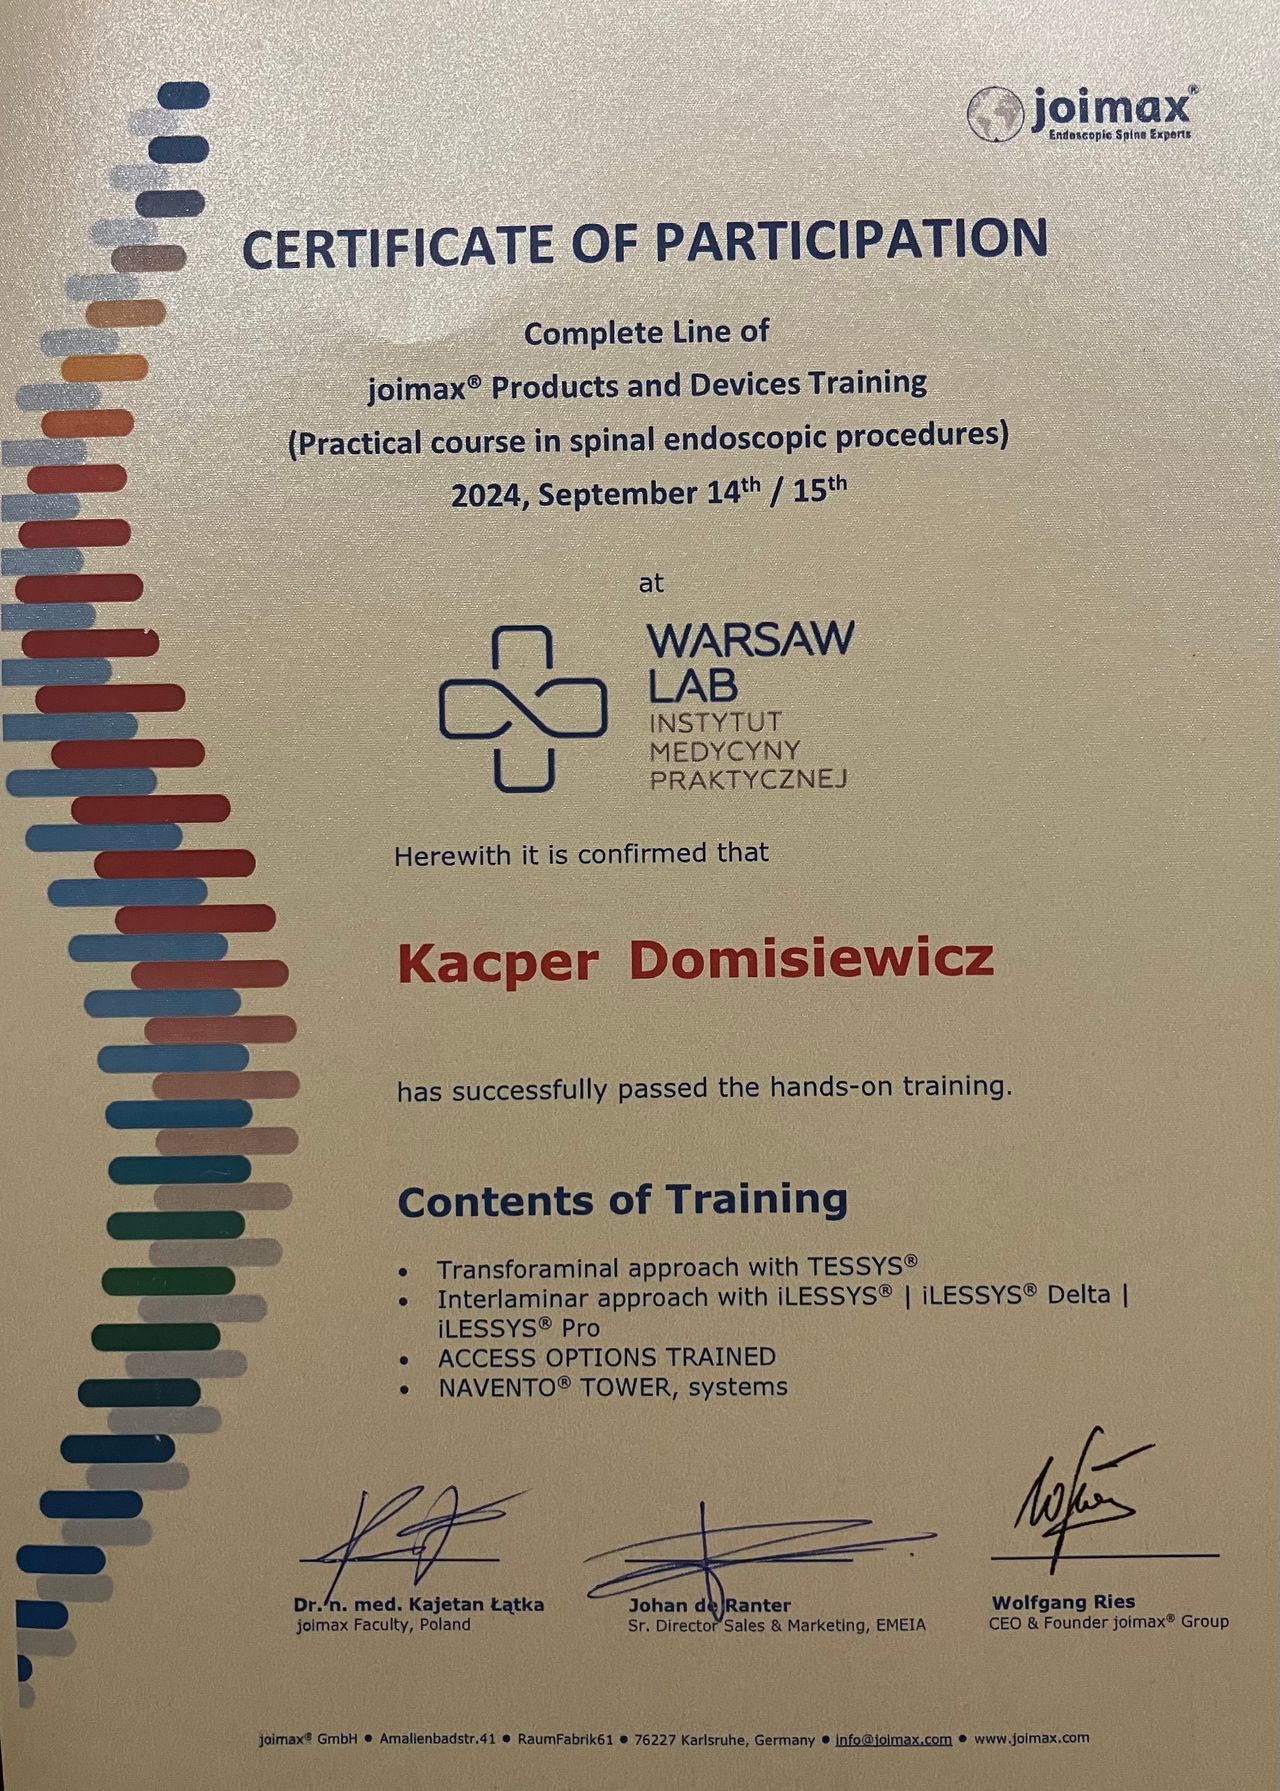 joimax®
Endoscopic Spine Experts
CERTIFICATE OF PARTICIPATION
Complete Line of
joimax® Products and Devices Training
(Practical course in spinal endoscopic procedures)
2024, September 14th / 15th
at
WARSAW
LAB
INSTYTUT
MEDYCYNY
PRAKTYCZNEJ
Herewith it is confirmed that
Kacper Domisiewicz
has successfully passed the hands-on training.
Contents of Training
• Transforaminal approach with TESSYS®
• Interlaminar approach with iLESSYS® | iLESSYS® Delta |
iLESSYS® Pro
• ACCESS OPTIONS TRAINED
• NAVENTO® TOWER, systems
Dr. n. med. Kajetan Łątka
joimax Faculty, Poland
Johan de Ranter
Sr. Director Sales & Marketing, EMEIA
Wolfgang Ries
CEO & Founder joimax® Group
joimax® GmbH • Amalienbadstr.41 • RaumFabrik61 • 76227 Karlsruhe, Germany • info@joimax.com • www.joimax.com